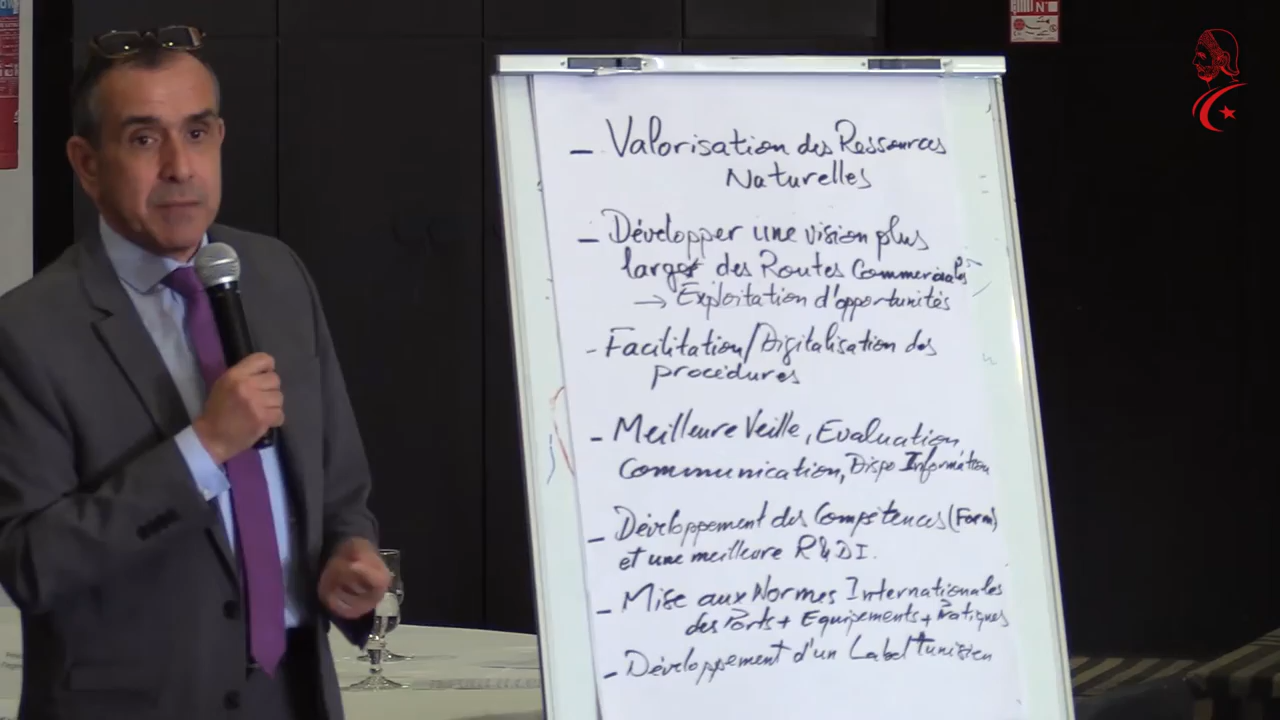 _ Valorisation des Ressources
Naturelles
_ Développer une vision plus
large des Routes Commerciales
→ Exploitation d'opportunités
- Facilitation/Digitalisation des
procédures
_ Meilleure Veille, Evaluation
Communication, Dispo Information
_ Développement des Compétences (Form)
et une meilleure R&DI.
_ Mise aux Normes Internationales
des Ports + Equipements + Pratiques
_ Développement d'un Label Tunisien